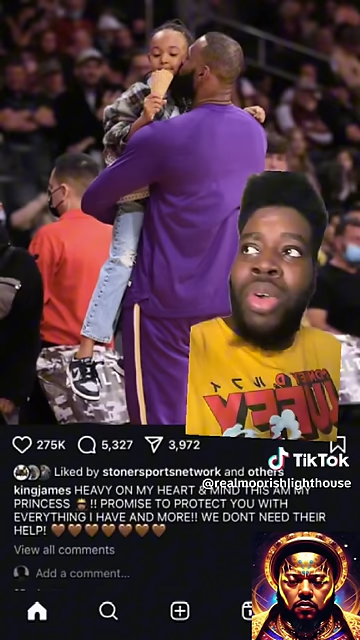 275K 5,327 3,972
TikTok
Liked by stonersportsnetwork and others
@realmoorishlighthouse
kingjames HEAVY ON MY HEART & MIND THIS AM MY
PRINCESS 👸🏾!! PROMISE TO PROTECT YOU WITH
EVERYTHING I HAVE AND MORE!! WE DONT NEED THEIR
HELP! 🤎🤎🤎🤎🤎🤎🤎
View all comments
Add a comment...